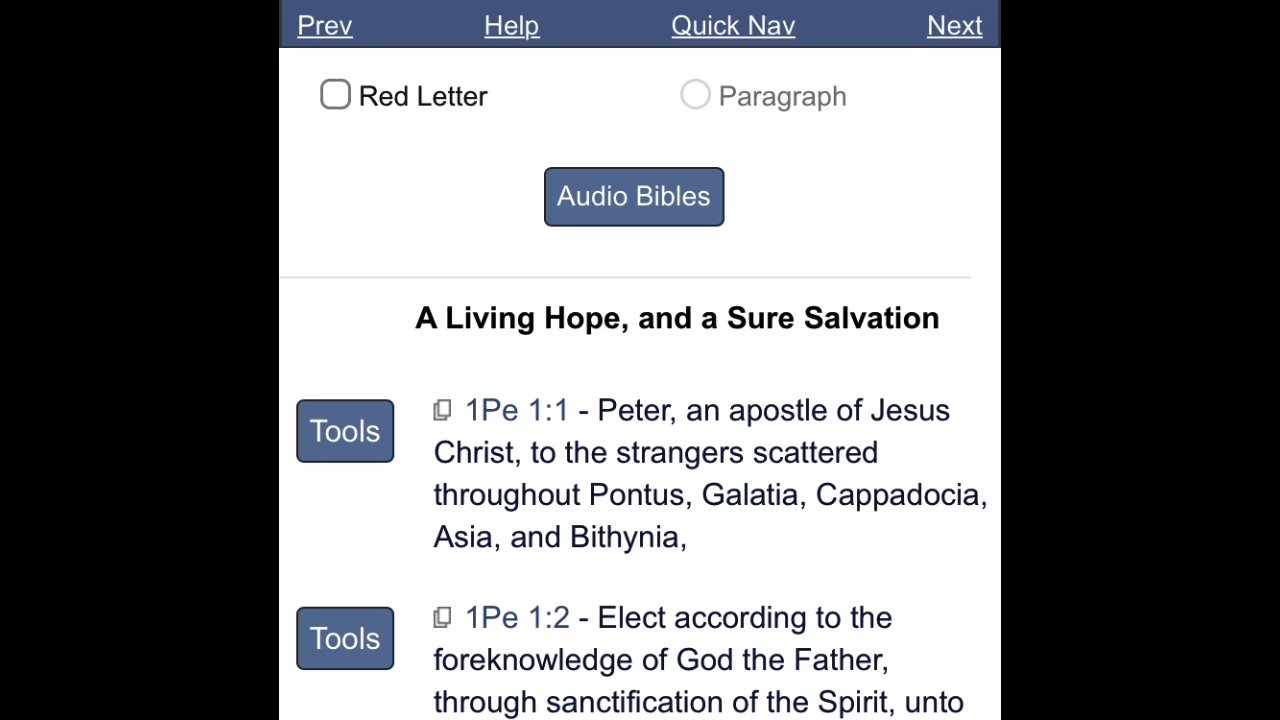 Prev Help Quick Nav Next
Red Letter Paragraph
Audio Bibles
A Living Hope, and a Sure Salvation
Tools
1Pe 1:1 - Peter, an apostle of Jesus
Christ, to the strangers scattered
throughout Pontus, Galatia, Cappadocia,
Asia, and Bithynia,
Tools
1Pe 1:2 - Elect according to the
foreknowledge of God the Father,
through sanctification of the Spirit, unto